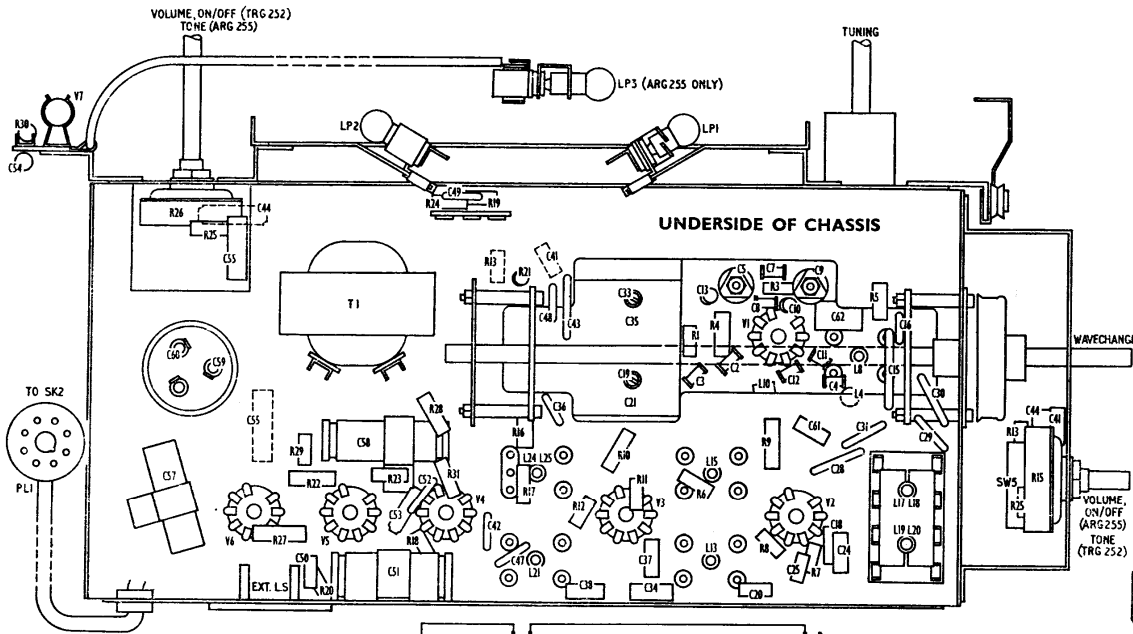 VOLUME, ON/OFF (TRG 252)
TONE (ARG 255)
TUNING
V7
R30
C54
LP3 (ARG 255 ONLY)
LP2
LP1
C49
R24
R19
R26
C44
R25
C55
UNDERSIDE OF CHASSIS
R13
C41
R21
C48
C43
T1
C33
C35
C19
C21
C13
C5
C7
R3
C9
C8
C10
R5
C62
C16
R1
R4
V1
C3
C2
C12
C11
C4
L8
L4
L10
C15
C30
WAVECHANGE
C60
C59
TO SK2
PL1
C55
C57
R29
C58
R28
R22
R23
R31
C52
C53
V4
R16
C36
L24
L25
R17
R10
R9
C61
C31
C29
C28
L15
R6
R11
R12
V3
V2
L17
L18
L19
L20
R13
C44
C41
SW5
R15
R25
VOLUME,
ON/OFF
(ARG255)
TONE
(TRG 252)
V6
R27
V5
R18
C42
C47
L21
C37
L13
R8
C25
R7
C18
C24
EXT. LS
C50
R20
C51
C38
C34
C20